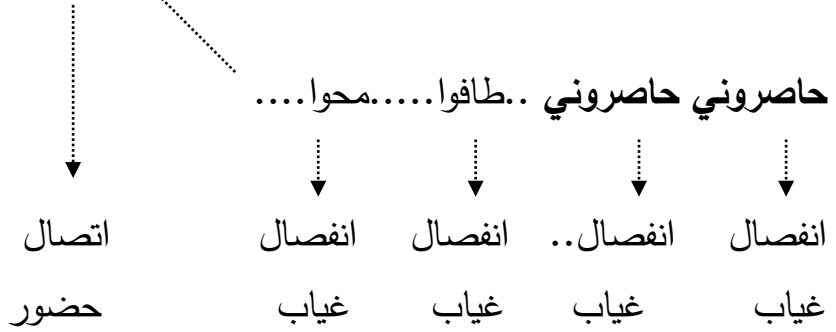 حاصروني حاصروني ..طافوا.....محوا....
انفصال انفصال.. انفصال انفصال اتصال
غياب غياب غياب غياب حضور